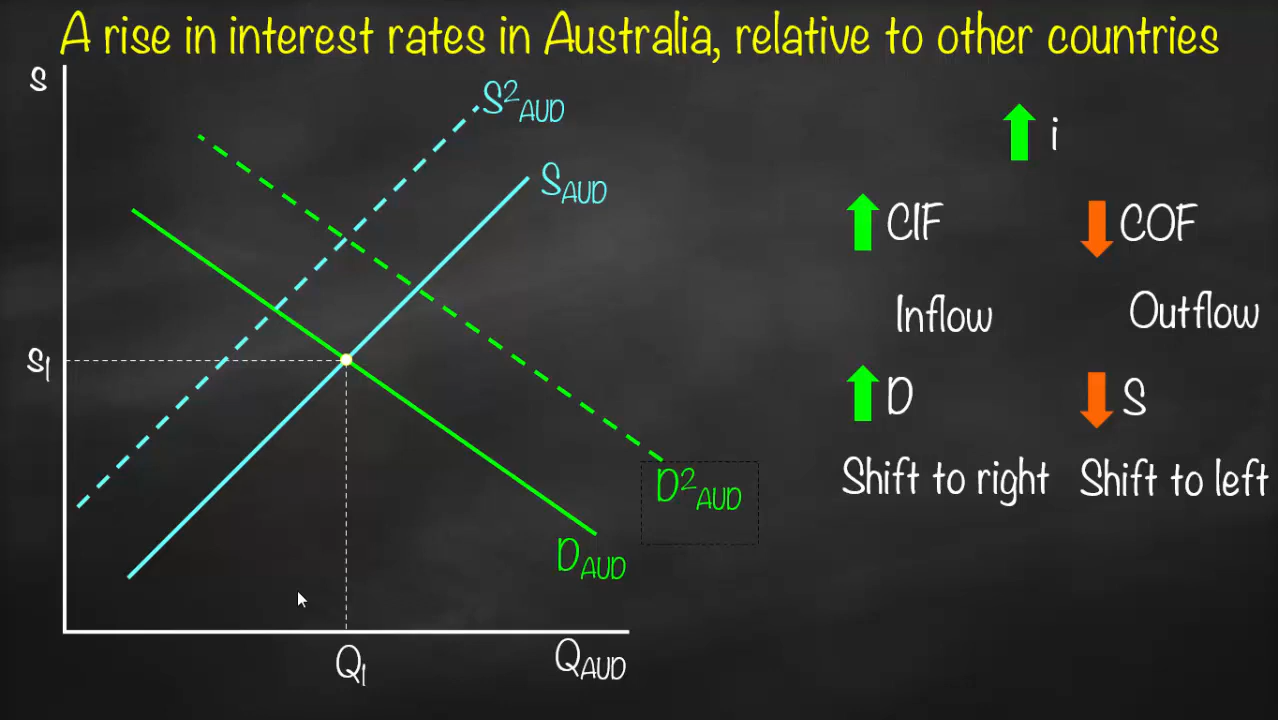 A rise in interest rates in Australia, relative to other countries
S
S²AUD
SAUD
i
CIF
COF
Inflow
Outflow
S1
D
S
Shift to right
Shift to left
D²AUD
DAUD
Q1
QAUD